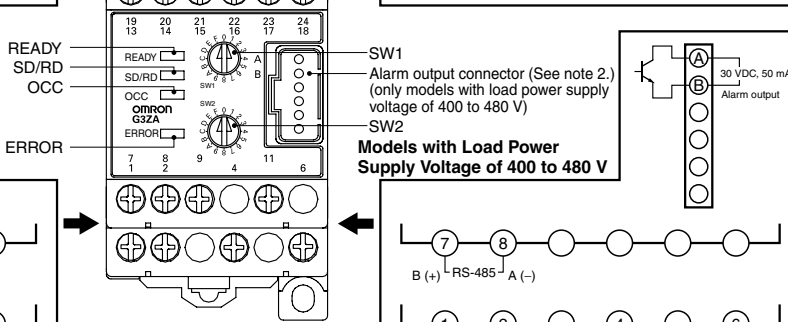 19 20 21 22 23 24
13 14 15 16 17 18
READY
SD/RD
OCC
ERROR
READY
SD/RD
OCC
OMRON
G3ZA
ERROR
SW1
SW2
A
B
7 8 9 11
1 2 4 6
SW1
Alarm output connector (See note 2.)
(only models with load power supply
voltage of 400 to 480 V)
SW2
Models with Load Power
Supply Voltage of 400 to 480 V
A
B
30 VDC, 50 mA
Alarm output
7 8
B (+) RS-485 A (−)